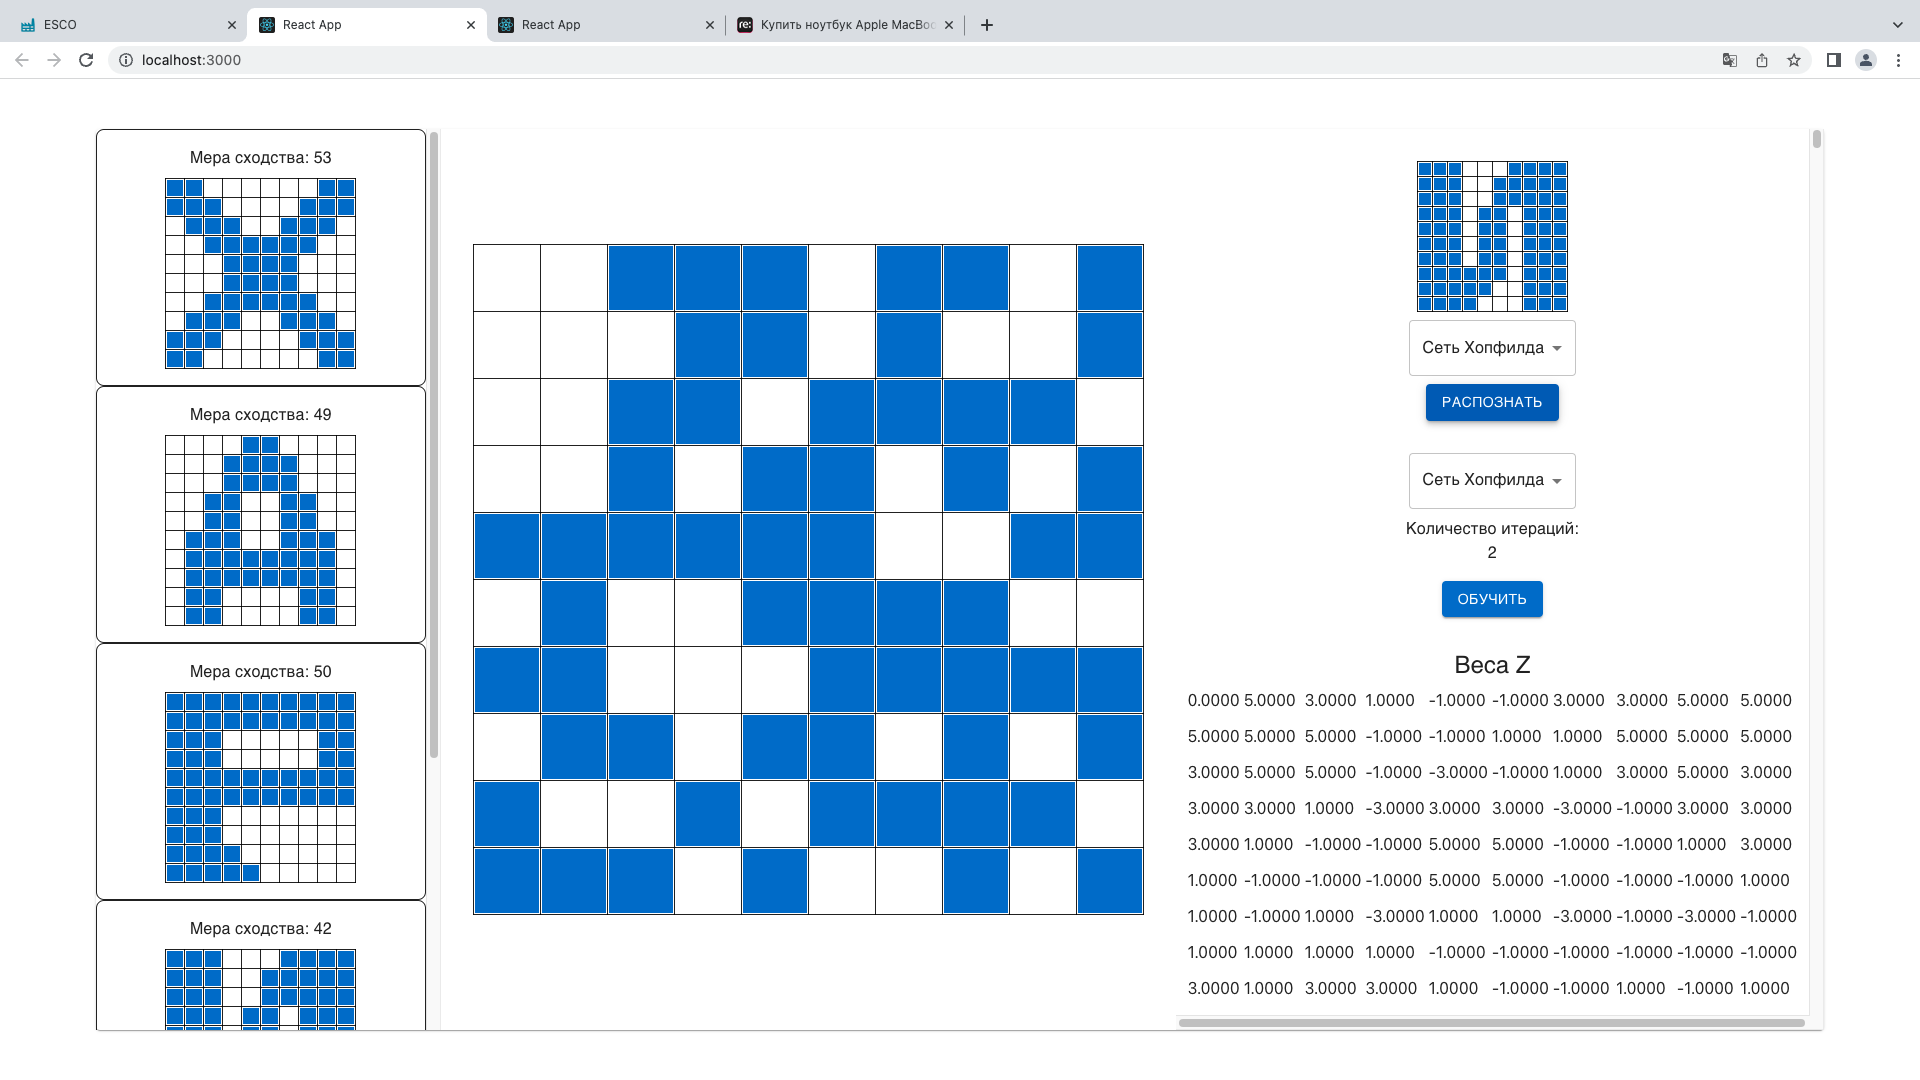 ESCO
React App
React App
re: Купить ноутбук Apple MacBoo
localhost:3000
Мера сходства: 53
Мера сходства: 49
Мера сходства: 50
Мера сходства: 42
Сеть Хопфилда
РАСПОЗНАТЬ
Сеть Хопфилда
Количество итераций:
2
ОБУЧИТЬ
Веса Z
0.0000 5.0000 3.0000 1.0000 -1.0000 -1.0000 3.0000 3.0000 5.0000 5.0000
5.0000 5.0000 5.0000 -1.0000 -1.0000 1.0000 1.0000 5.0000 5.0000 5.0000
3.0000 5.0000 5.0000 -1.0000 -3.0000 -1.0000 1.0000 3.0000 5.0000 3.0000
3.0000 3.0000 1.0000 -3.0000 3.0000 3.0000 -3.0000 -1.0000 3.0000 3.0000
3.0000 1.0000 -1.0000 -1.0000 5.0000 5.0000 -1.0000 -1.0000 1.0000 3.0000
1.0000 -1.0000 -1.0000 -1.0000 5.0000 5.0000 -1.0000 -1.0000 -1.0000 1.0000
1.0000 -1.0000 1.0000 -3.0000 1.0000 1.0000 -3.0000 -1.0000 -3.0000 -1.0000
1.0000 1.0000 1.0000 1.0000 -1.0000 -1.0000 -1.0000 -1.0000 -1.0000 -1.0000
3.0000 1.0000 3.0000 3.0000 1.0000 -1.0000 -1.0000 1.0000 -1.0000 1.0000